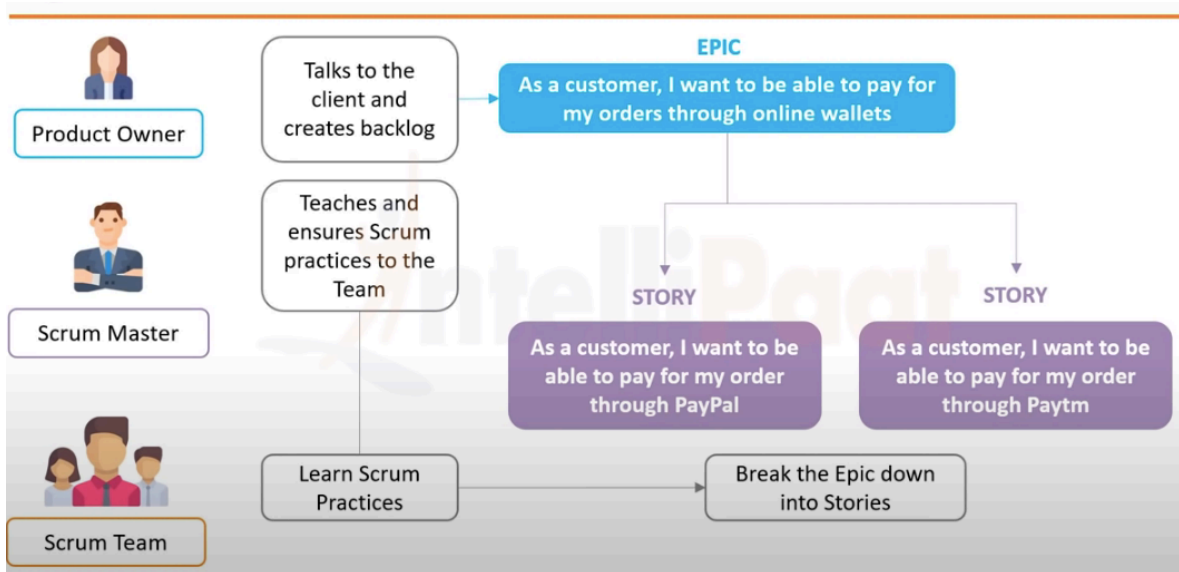 Product Owner
Talks to the
client and
creates backlog
EPIC
As a customer, I want to be able to pay for
my orders through online wallets
Scrum Master
Teaches and
ensures Scrum
practices to the
Team
STORY
As a customer, I want to be
able to pay for my order
through PayPal
STORY
As a customer, I want to be
able to pay for my order
through Paytm
Scrum Team
Learn Scrum
Practices
Break the Epic down
into Stories
IntelliPaat